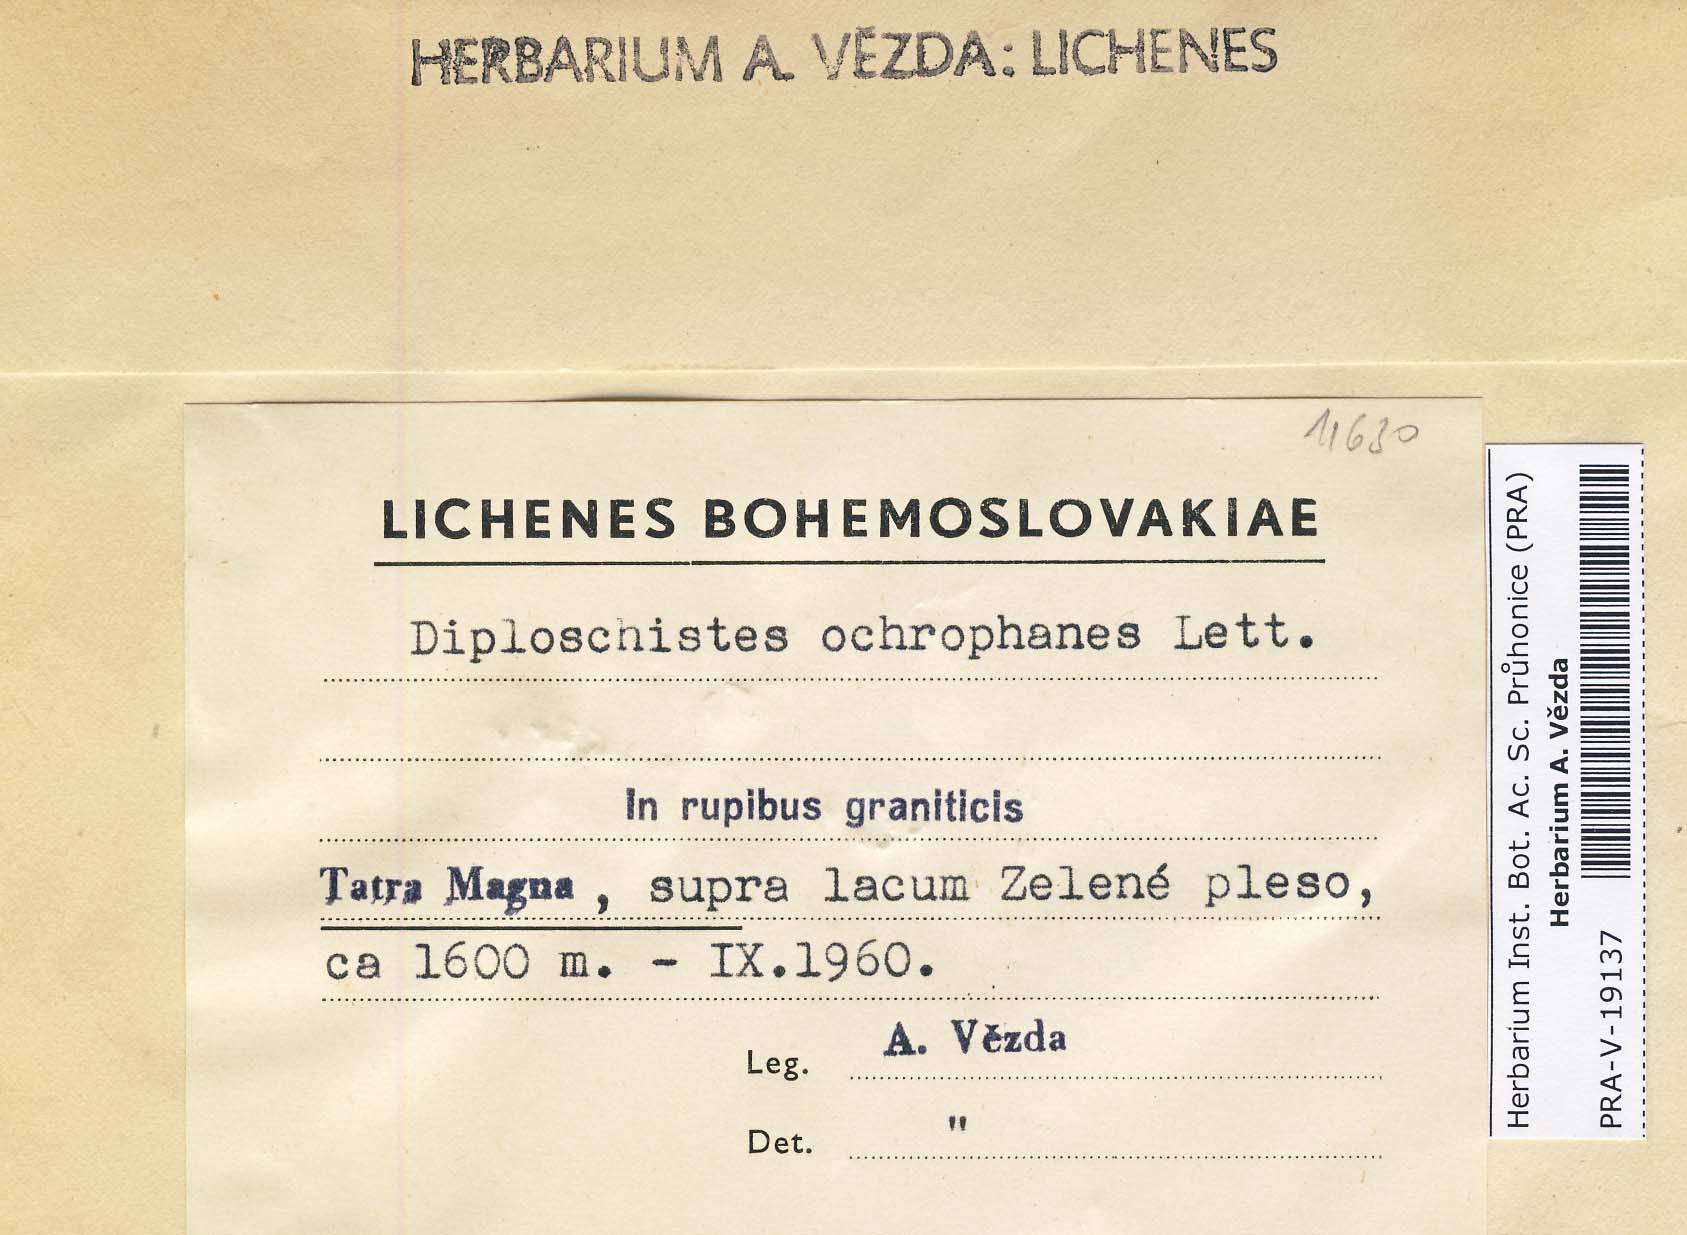 HERBARIUM A. VĚZDA: LICHENES
11630
LICHENES BOHEMOSLOVAKIAE
Diploschistes ochrophanes Lett.
In rupibus graniticis
Tatra Magna, supra lacum Zelené pleso,
ca 1600 m. - IX.1960.
Leg. A. Vězda
Det. "
Herbarium Inst. Bot. Ac. Sc. Průhonice (PRA)
Herbarium A. Vězda
PRA-V-19137